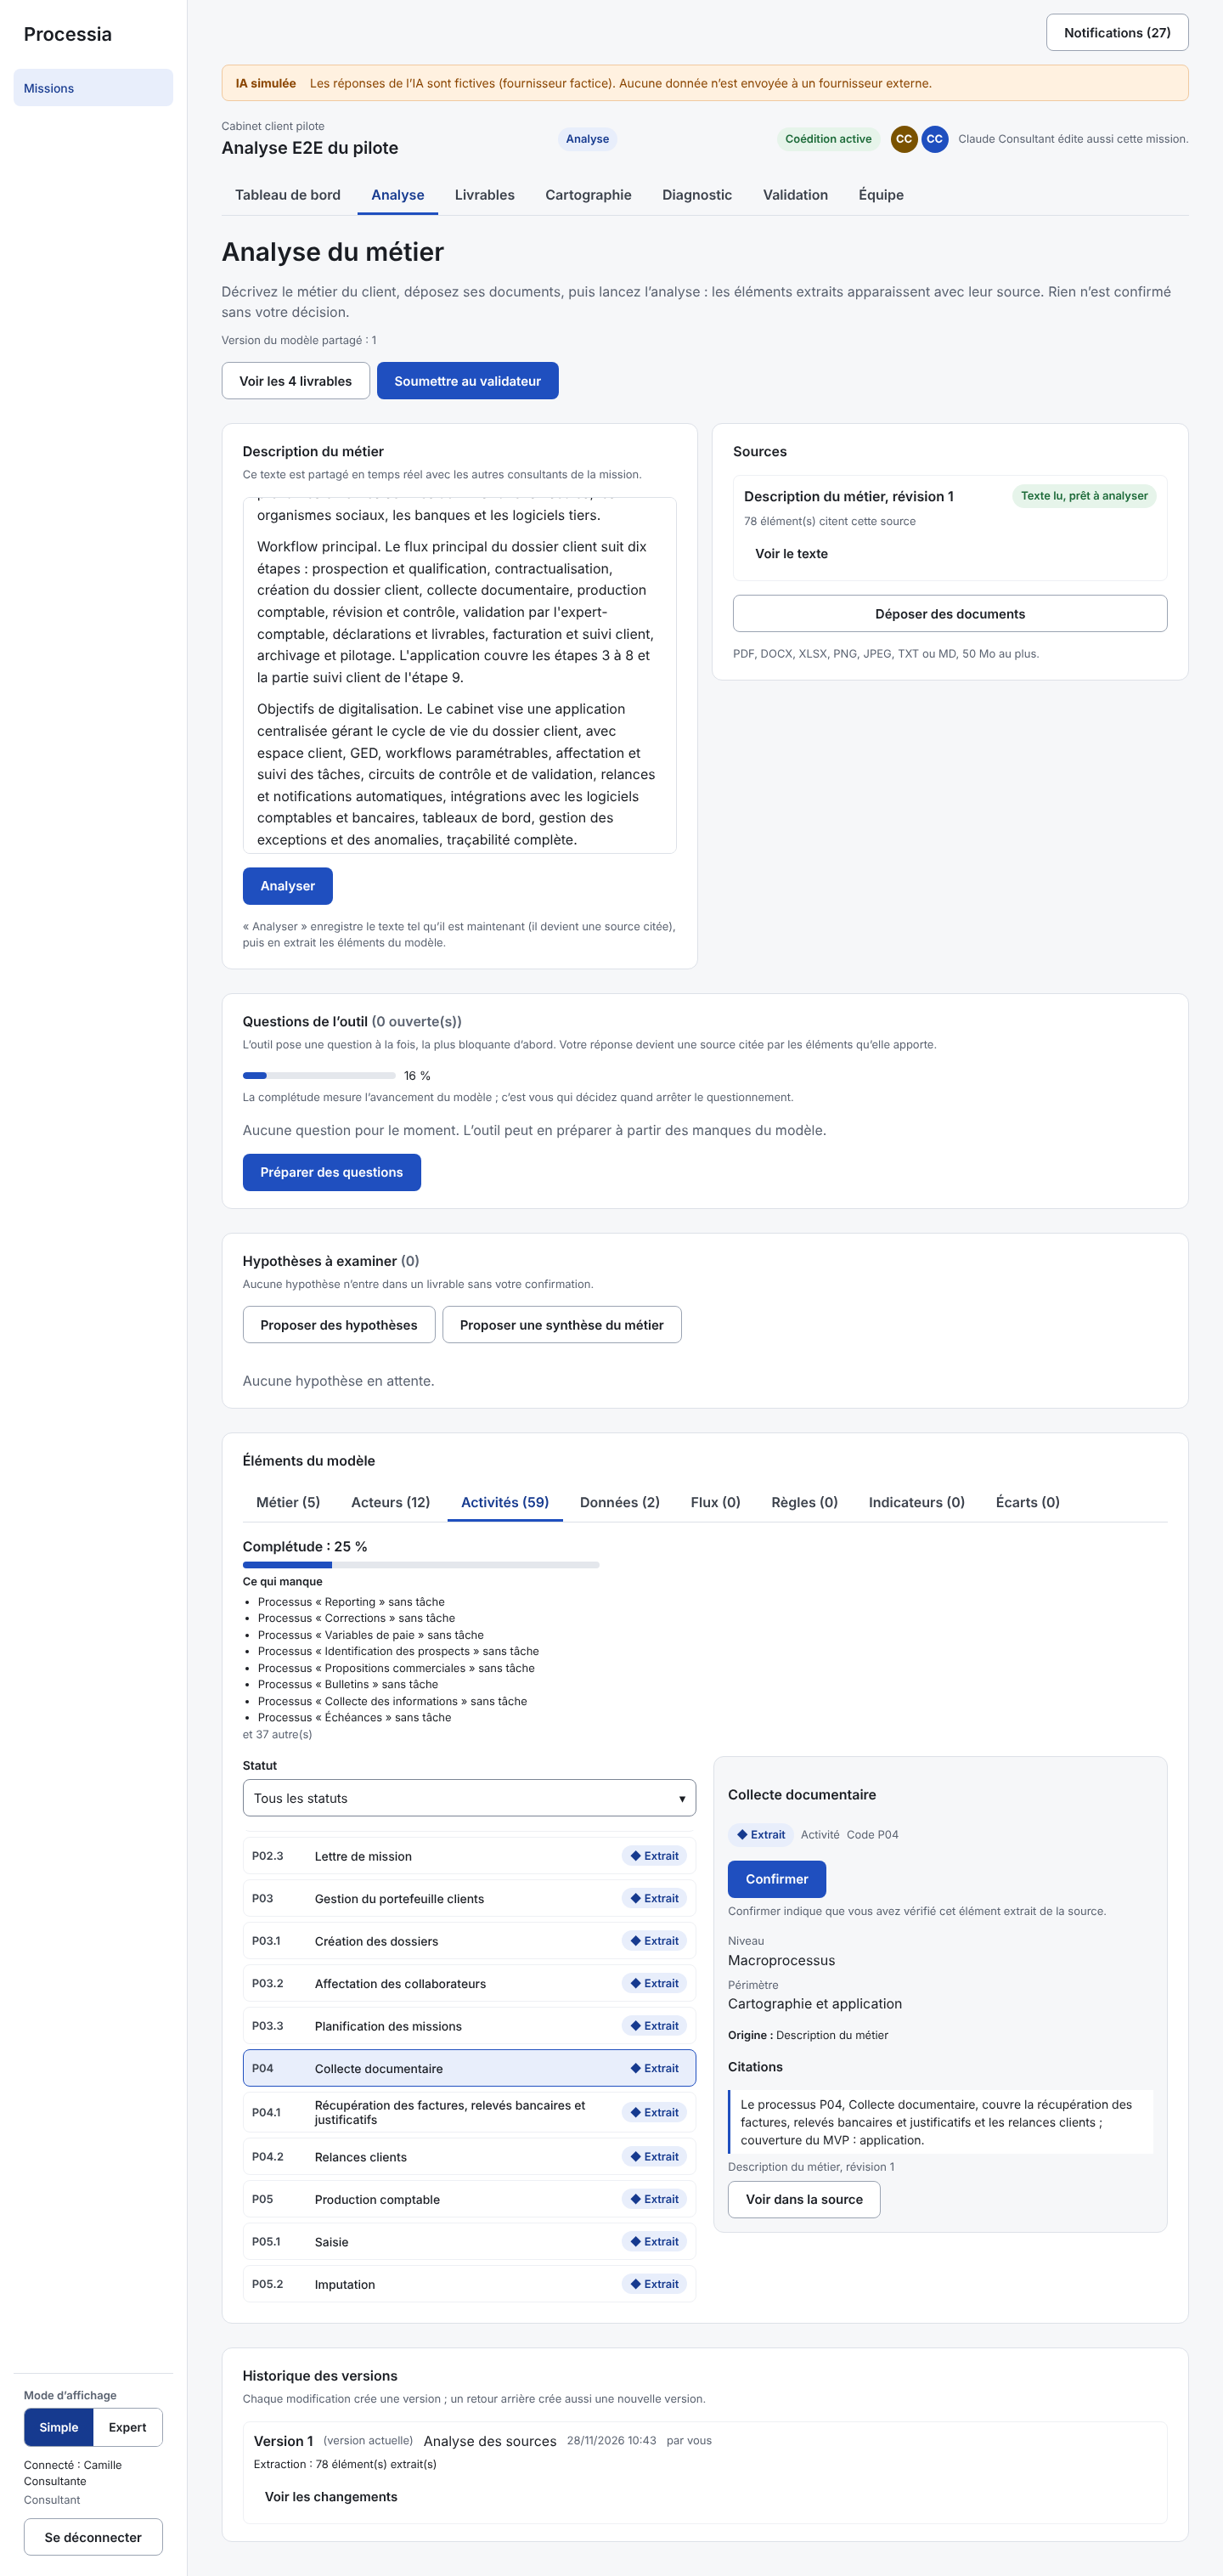 Processia
Missions
Notifications (27)
IA simulée Les réponses de l’IA sont fictives (fournisseur factice). Aucune donnée n’est envoyée à un fournisseur externe.
Cabinet client pilote
Analyse E2E du pilote
Analyse
Coédition active
CC CC
Claude Consultant édite aussi cette mission.
Tableau de bord Analyse Livrables Cartographie Diagnostic Validation Équipe
Analyse du métier
Décrivez le métier du client, déposez ses documents, puis lancez l’analyse : les éléments extraits apparaissent avec leur source. Rien n’est confirmé
sans votre décision.
Version du modèle partagé : 1
Voir les 4 livrables Soumettre au validateur
Description du métier
Ce texte est partagé en temps réel avec les autres consultants de la mission.
organismes sociaux, les banques et les logiciels tiers.
Workflow principal. Le flux principal du dossier client suit dix
étapes : prospection et qualification, contractualisation,
création du dossier client, collecte documentaire, production
comptable, révision et contrôle, validation par l'expert-
comptable, déclarations et livrables, facturation et suivi client,
archivage et pilotage. L'application couvre les étapes 3 à 8 et
la partie suivi client de l'étape 9.
Objectifs de digitalisation. Le cabinet vise une application
centralisée gérant le cycle de vie du dossier client, avec
espace client, GED, workflows paramétrables, affectation et
suivi des tâches, circuits de contrôle et de validation, relances
et notifications automatiques, intégrations avec les logiciels
comptables et bancaires, tableaux de bord, gestion des
exceptions et des anomalies, traçabilité complète.
Analyser
« Analyser » enregistre le texte tel qu’il est maintenant (il devient une source citée),
puis en extrait les éléments du modèle.
Sources
Description du métier, révision 1
Texte lu, prêt à analyser
78 élément(s) citent cette source
Voir le texte
Déposer des documents
PDF, DOCX, XLSX, PNG, JPEG, TXT ou MD, 50 Mo au plus.
Questions de l’outil (0 ouverte(s))
L’outil pose une question à la fois, la plus bloquante d’abord. Votre réponse devient une source citée par les éléments qu’elle apporte.
16 %
La complétude mesure l’avancement du modèle ; c’est vous qui décidez quand arrêter le questionnement.
Aucune question pour le moment. L’outil peut en préparer à partir des manques du modèle.
Préparer des questions
Hypothèses à examiner (0)
Aucune hypothèse n’entre dans un livrable sans votre confirmation.
Proposer des hypothèses Proposer une synthèse du métier
Aucune hypothèse en attente.
Éléments du modèle
Métier (5) Acteurs (12) Activités (59) Données (2) Flux (0) Règles (0) Indicateurs (0) Écarts (0)
Complétude : 25 %
Ce qui manque
• Processus « Reporting » sans tâche
• Processus « Corrections » sans tâche
• Processus « Variables de paie » sans tâche
• Processus « Identification des prospects » sans tâche
• Processus « Propositions commerciales » sans tâche
• Processus « Bulletins » sans tâche
• Processus « Collecte des informations » sans tâche
• Processus « Échéances » sans tâche
et 37 autre(s)
Statut
Tous les statuts ▾
P02.3 Lettre de mission ◆ Extrait
P03 Gestion du portefeuille clients ◆ Extrait
P03.1 Création des dossiers ◆ Extrait
P03.2 Affectation des collaborateurs ◆ Extrait
P03.3 Planification des missions ◆ Extrait
P04 Collecte documentaire ◆ Extrait
P04.1 Récupération des factures, relevés bancaires et
justificatifs ◆ Extrait
P04.2 Relances clients ◆ Extrait
P05 Production comptable ◆ Extrait
P05.1 Saisie ◆ Extrait
P05.2 Imputation ◆ Extrait
Collecte documentaire
◆ Extrait Activité Code P04
Confirmer
Confirmer indique que vous avez vérifié cet élément extrait de la source.
Niveau
Macroprocessus
Périmètre
Cartographie et application
Origine : Description du métier
Citations
Le processus P04, Collecte documentaire, couvre la récupération des
factures, relevés bancaires et justificatifs et les relances clients ;
couverture du MVP : application.
Description du métier, révision 1
Voir dans la source
Historique des versions
Chaque modification crée une version ; un retour arrière crée aussi une nouvelle version.
Version 1 (version actuelle) Analyse des sources 28/11/2026 10:43 par vous
Extraction : 78 élément(s) extrait(s)
Voir les changements
Mode d’affichage
Simple Expert
Connecté : Camille
Consultante
Consultant
Se déconnecter